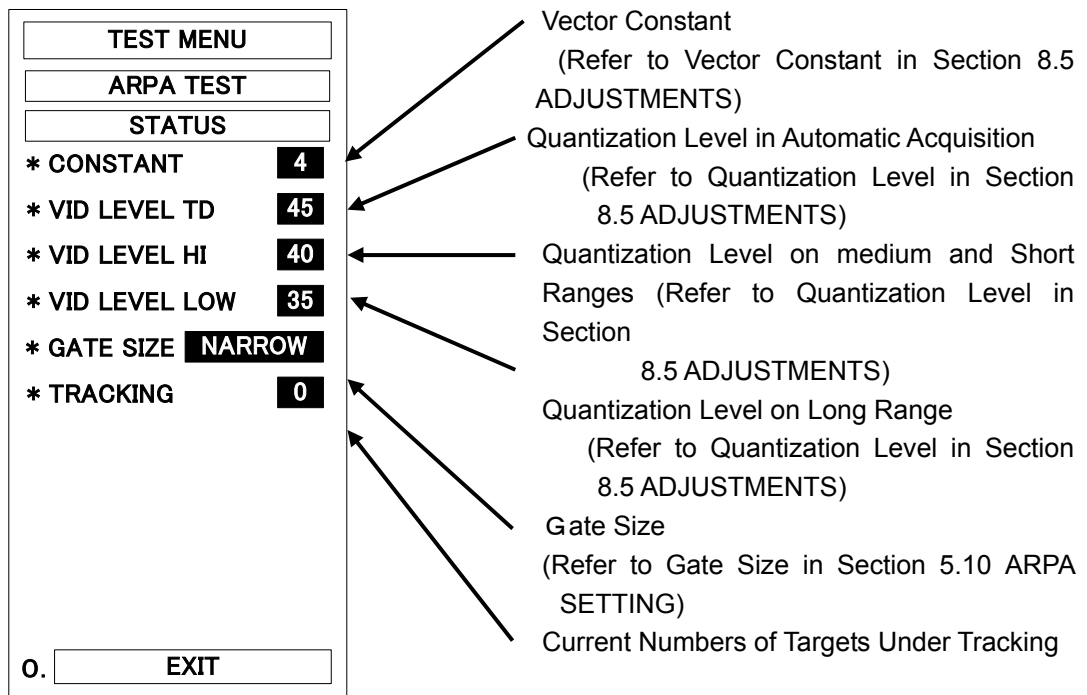 TEST MENU
ARPA TEST
STATUS
* CONSTANT 4
* VID LEVEL TD 45
* VID LEVEL HI 40
* VID LEVEL LOW 35
* GATE SIZE NARROW
* TRACKING 0
0. EXIT
Vector Constant
(Refer to Vector Constant in Section 8.5
ADJUSTMENTS)
Quantization Level in Automatic Acquisition
(Refer to Quantization Level in Section
8.5 ADJUSTMENTS)
Quantization Level on medium and Short
Ranges (Refer to Quantization Level in
Section
8.5 ADJUSTMENTS)
Quantization Level on Long Range
(Refer to Quantization Level in Section
8.5 ADJUSTMENTS)
Gate Size
(Refer to Gate Size in Section 5.10 ARPA
SETTING)
Current Numbers of Targets Under Tracking